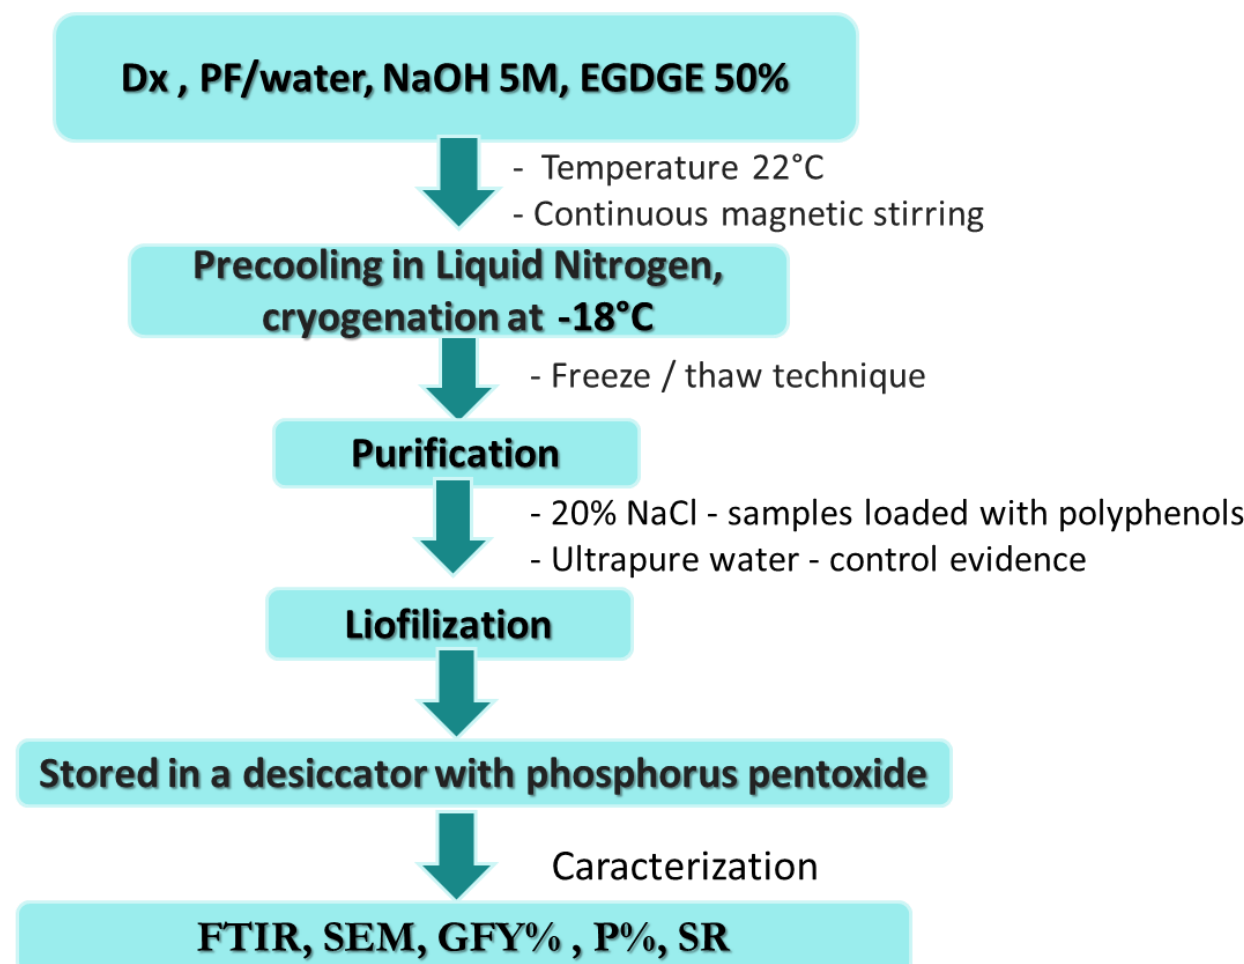 Dx , PF/water, NaOH 5M, EGDGE 50%
- Temperature 22°C
- Continuous magnetic stirring
Precooling in Liquid Nitrogen,
cryogenation at -18°C
- Freeze / thaw technique
Purification
- 20% NaCl - samples loaded with polyphenols
- Ultrapure water - control evidence
Liofilization
Stored in a desiccator with phosphorus pentoxide
Caracterization
FTIR, SEM, GFY% , P%, SR